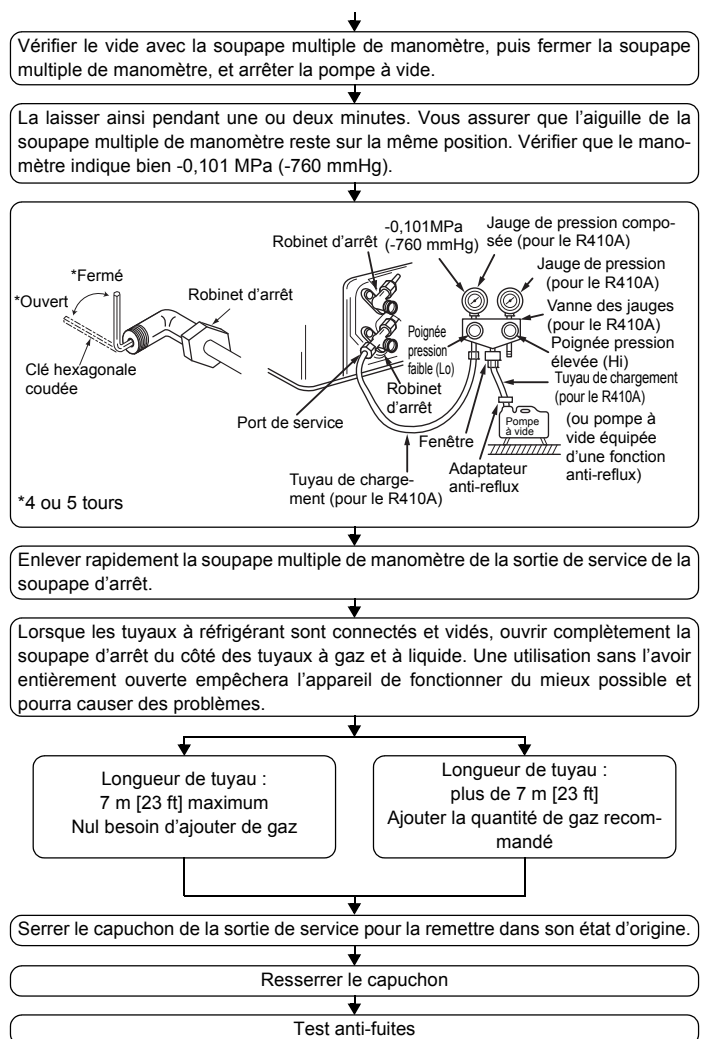 Vérifier le vide avec la soupape multiple de manomètre, puis fermer la soupape
multiple de manomètre, et arrêter la pompe à vide.
La laisser ainsi pendant une ou deux minutes. Vous assurer que l’aiguille de la
soupape multiple de manomètre reste sur la même position. Vérifier que le mano-
mètre indique bien -0,101 MPa (-760 mmHg).
*Fermé
*Ouvert
Clé hexagonale
coudée
Robinet d’arrêt
*4 ou 5 tours
Robinet d’arrêt
-0,101MPa
(-760 mmHg)
Jauge de pression compo-
sée (pour le R410A)
Jauge de pression
(pour le R410A)
Vanne des jauges
(pour le R410A)
Poignée
pression
faible (Lo)
Poignée pression
élevée (Hi)
Tuyau de chargement
(pour le R410A)
Robinet
d’arrêt
Port de service
Fenêtre
Pompe
à vide
(ou pompe à
vide équipée
d’une fonction
anti-reflux)
Adaptateur
anti-reflux
Tuyau de charge-
ment (pour le R410A)
Enlever rapidement la soupape multiple de manomètre de la sortie de service de la
soupape d’arrêt.
Lorsque les tuyaux à réfrigérant sont connectés et vidés, ouvrir complètement la
soupape d’arrêt du côté des tuyaux à gaz et à liquide. Une utilisation sans l’avoir
entièrement ouverte empêchera l’appareil de fonctionner du mieux possible et
pourra causer des problèmes.
Longueur de tuyau :
7 m [23 ft] maximum
Nul besoin d’ajouter de gaz
Longueur de tuyau :
plus de 7 m [23 ft]
Ajouter la quantité de gaz recom-
mandé
Serrer le capuchon de la sortie de service pour la remettre dans son état d’origine.
Resserrer le capuchon
Test anti-fuites